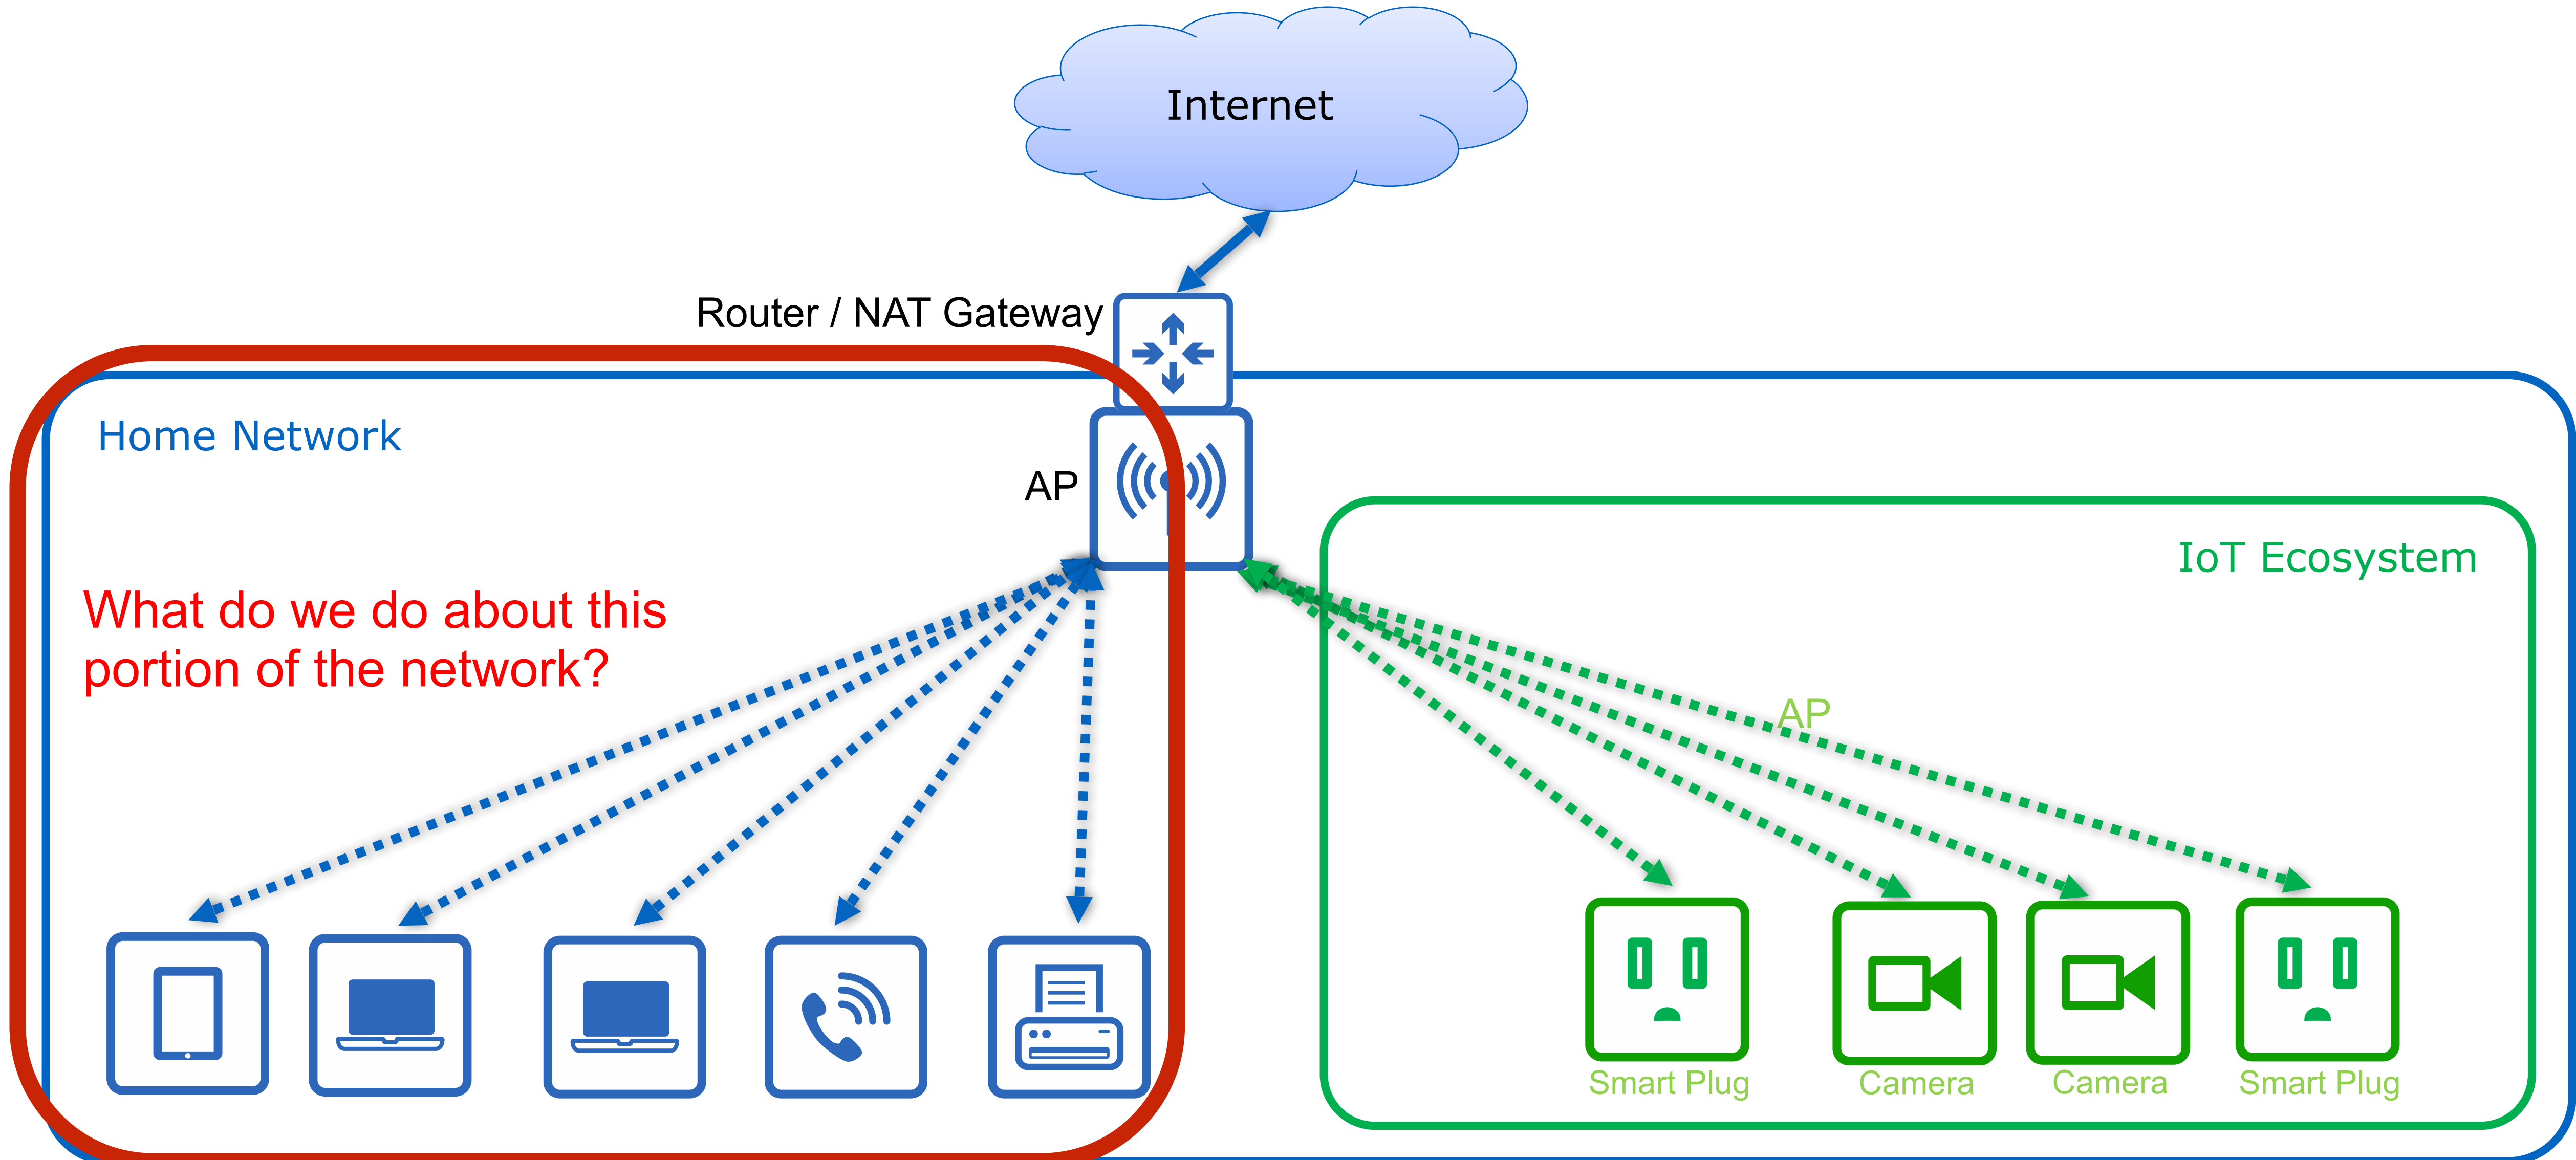 Internet
Router / NAT Gateway
Home Network
AP
IoT Ecosystem
What do we do about this
portion of the network?
AP
Smart Plug
Camera
Camera
Smart Plug